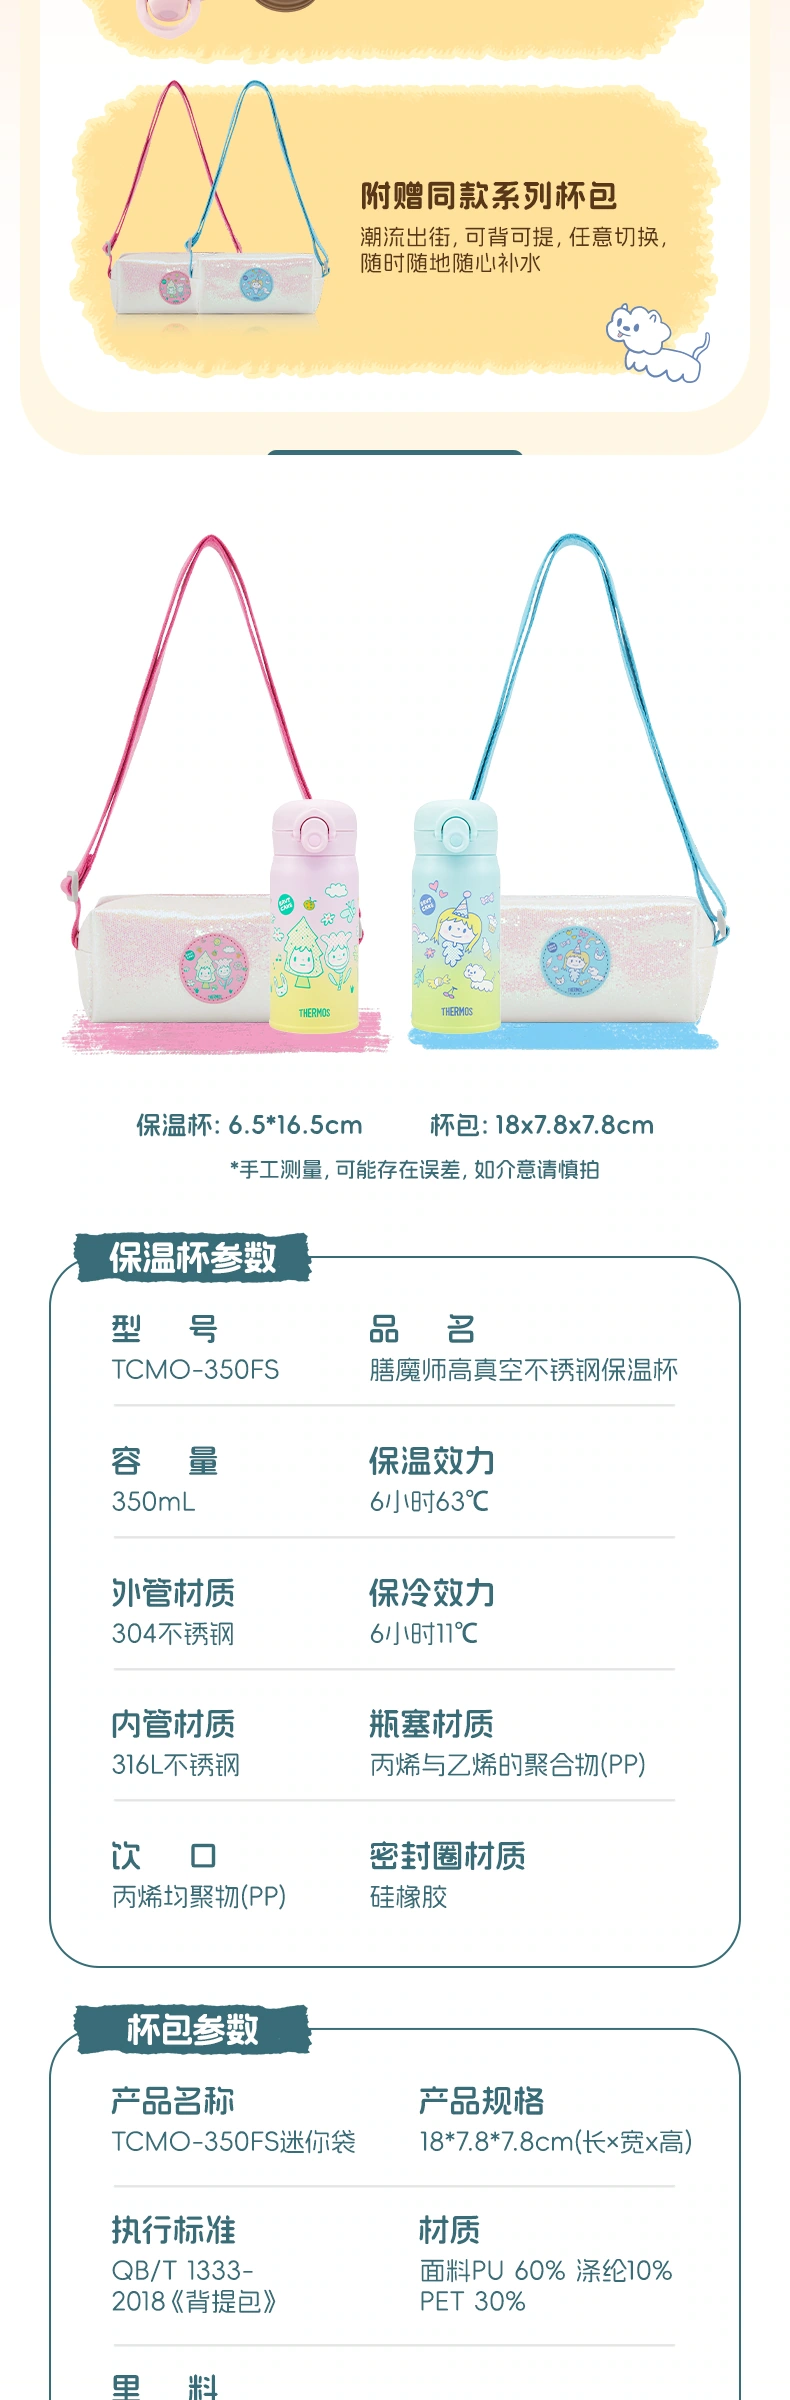 附赠同款系列杯包
潮流出街, 可背可提, 任意切换,
随时随地随心补水
THERMOS
THERMOS
保温杯: 6.5*16.5cm
杯包: 18x7.8x7.8cm
*手工测量, 可能存在误差, 如介意请慎拍
保温杯参数
型 号
品 名
TCMO-350FS
膳魔师高真空不锈钢保温杯
容 量
保温效力
350mL
6小时63℃
外管材质
保冷效力
304不锈钢
6小时11℃
内管材质
瓶塞材质
316L不锈钢
丙烯与乙烯的聚合物(PP)
饮 口
密封圈材质
丙烯均聚物(PP)
硅橡胶
杯包参数
产品名称
产品规格
TCMO-350FS迷你袋
18*7.8*7.8cm(长×宽x高)
执行标准
材质
QB/T 1333-
2018《背提包》
面料PU 60% 涤纶10%
PET 30%
里 料